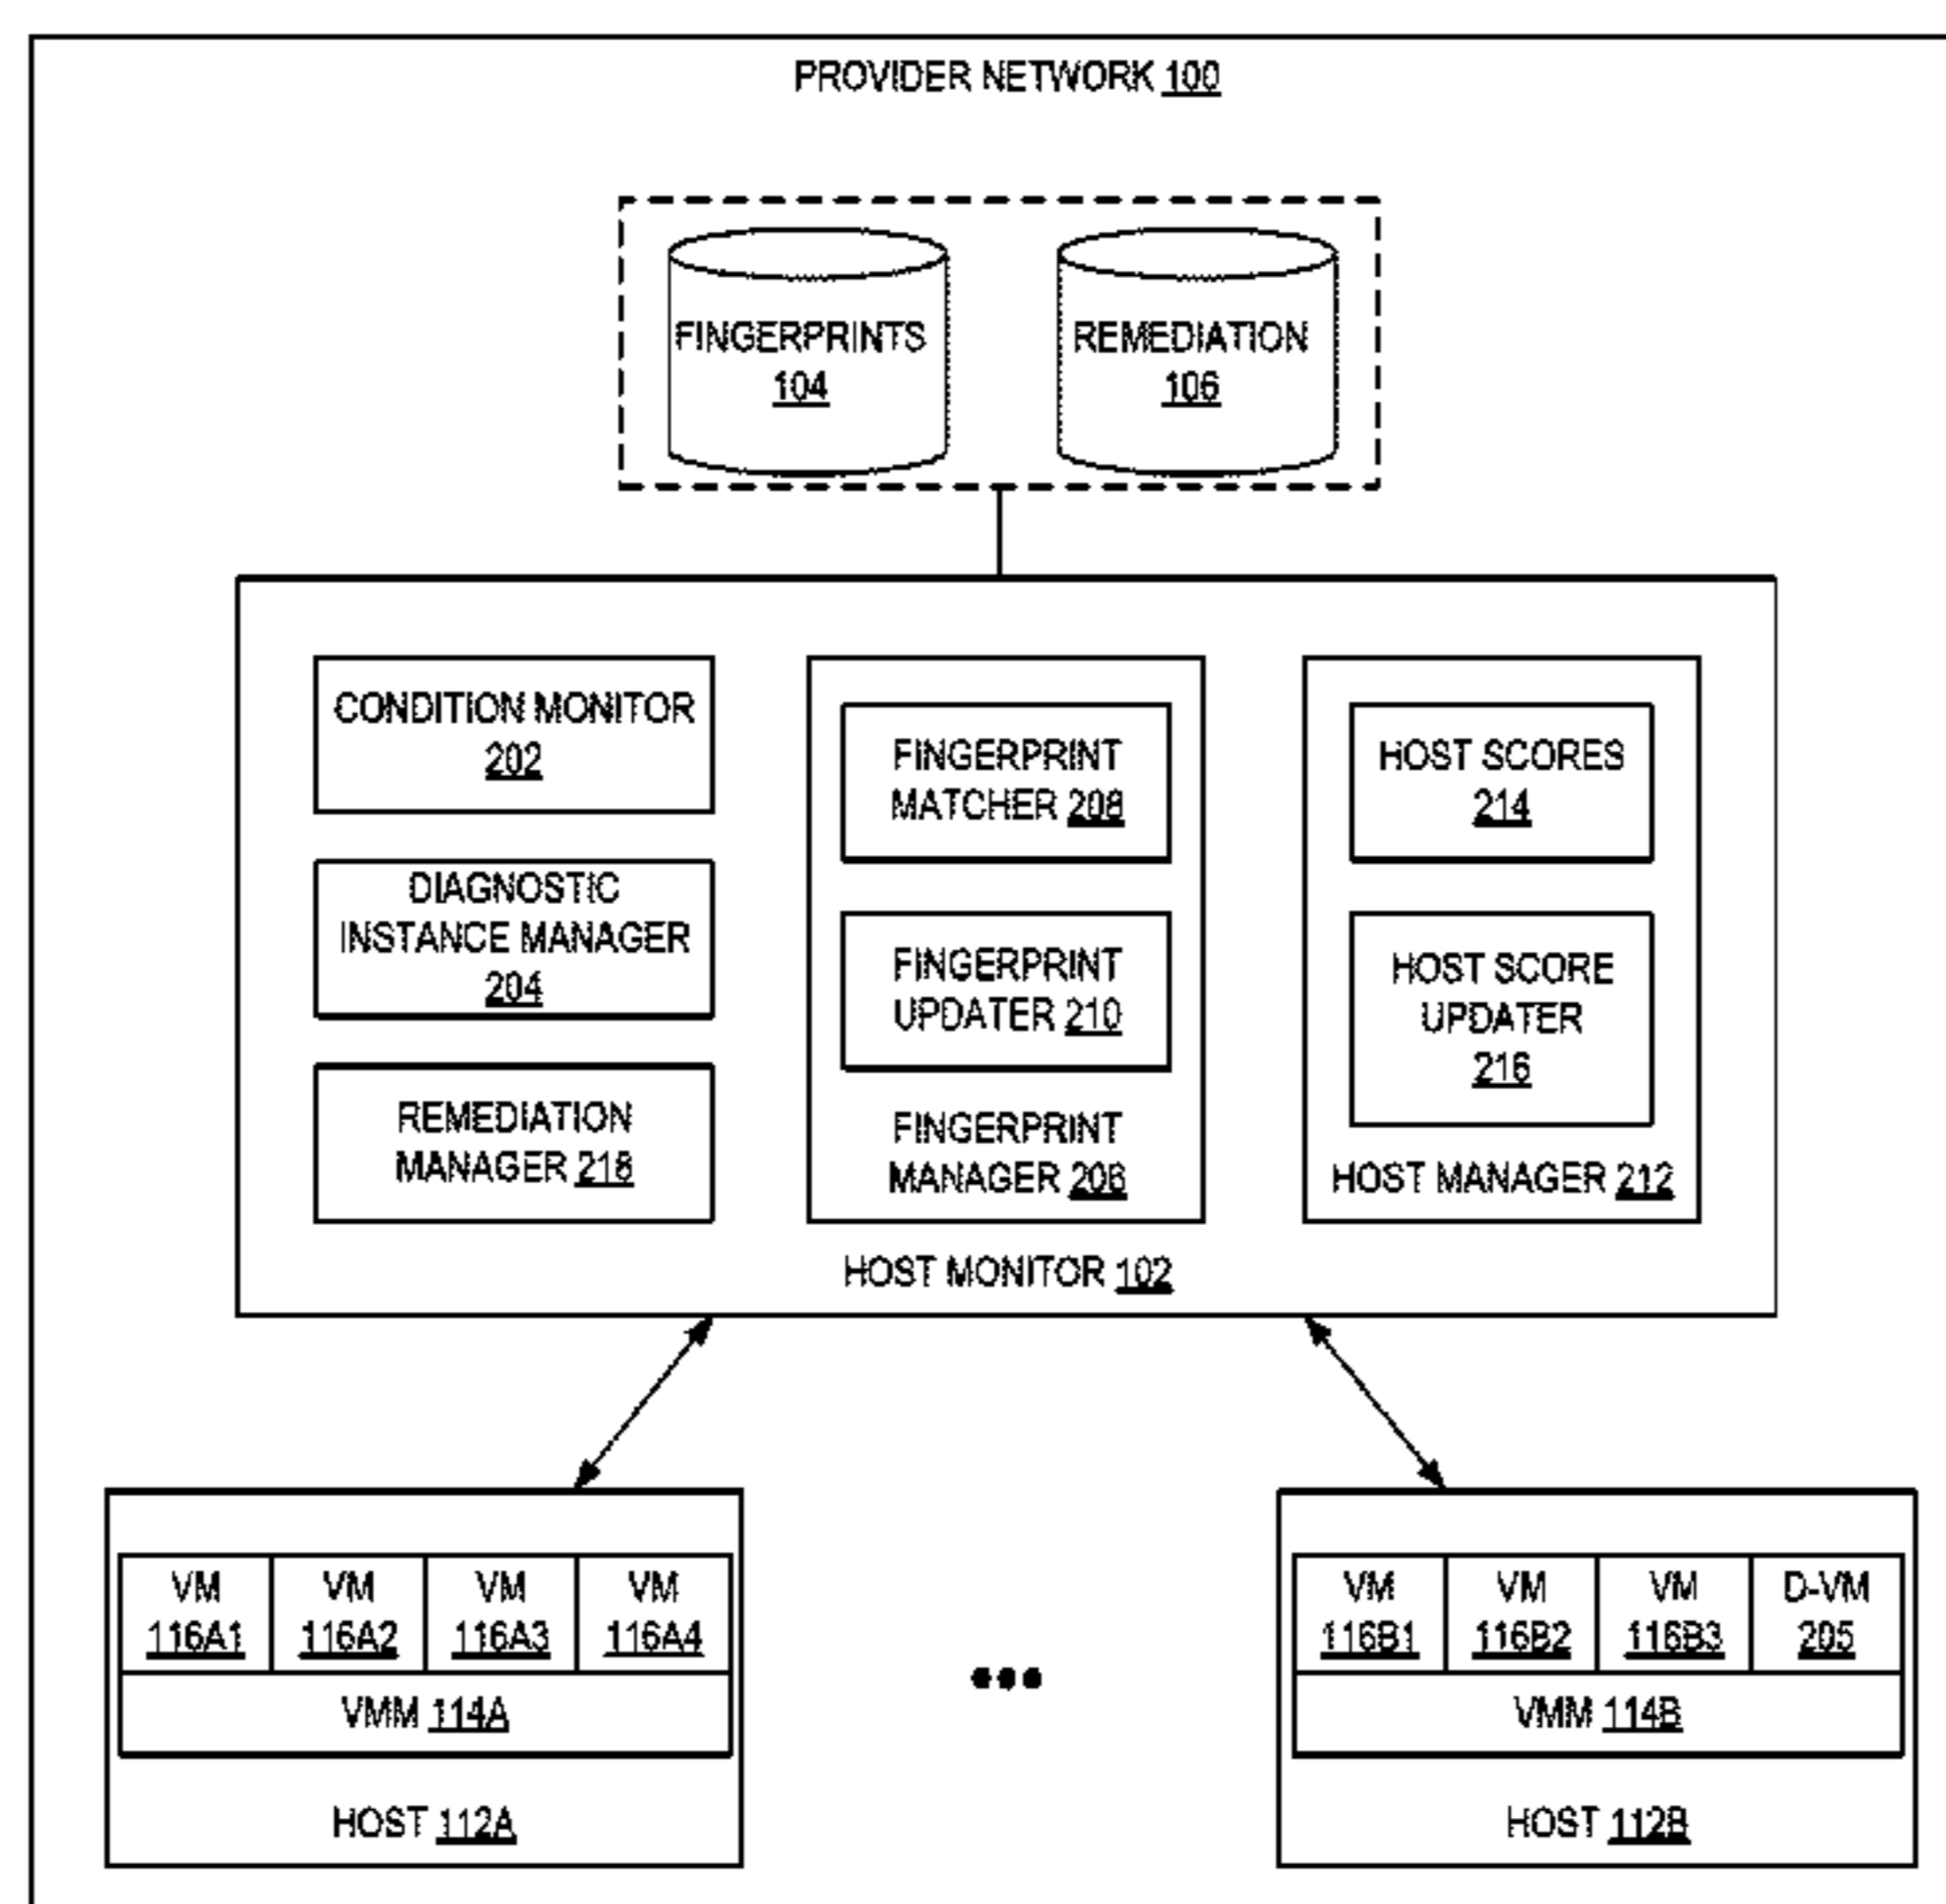 PROVIDER NETWORK 100
FINGERPRINTS
104
REMEDIATION
106
CONDITION MONITOR
202
DIAGNOSTIC
INSTANCE MANAGER
204
REMEDIATION
MANAGER 218
FINGERPRINT
MATCHER 208
FINGERPRINT
UPDATER 210
FINGERPRINT
MANAGER 206
HOST SCORES
214
HOST SCORE
UPDATER
216
HOST MANAGER 212
HOST MONITOR 102
VM
116A1
VM
116A2
VM
116A3
VM
116A4
VMM 114A
HOST 112A
VM
116B1
VM
116B2
VM
116B3
D-VM
205
VMM 114B
HOST 112B